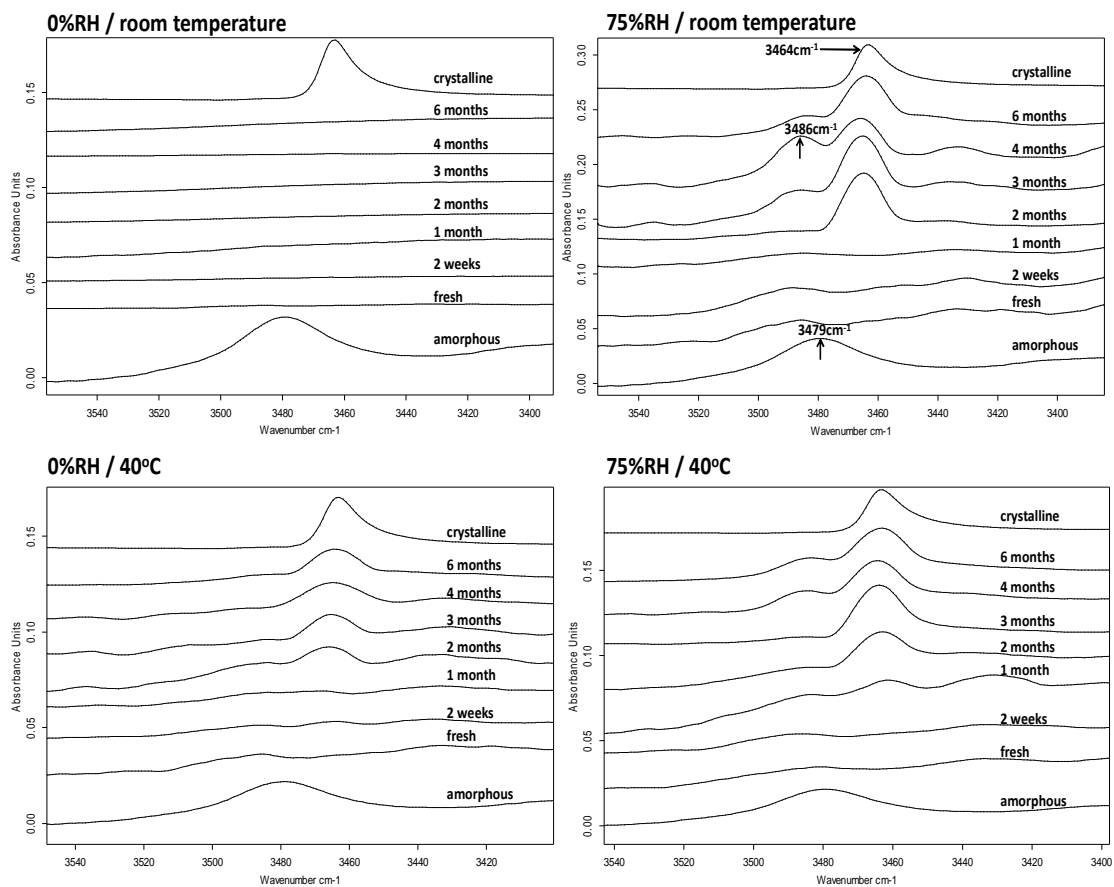 0%RH / room temperature
crystalline
6 months
4 months
3 months
2 months
1 month
2 weeks
fresh
amorphous
0.15
0.10
0.05
0.00
Absorbance Units
3540 3520 3500 3480 3460 3440 3420 3400
Wavenumber cm-1
75%RH / room temperature
3464cm-1
crystalline
6 months
3486cm-1
4 months
3 months
2 months
1 month
2 weeks
fresh
3479cm-1
amorphous
0.30
0.25
0.20
0.15
0.10
0.05
0.00
Absorbance Units
3540 3520 3500 3480 3460 3440 3420 3400
Wavenumber cm-1
0%RH / 40ºC
crystalline
6 months
4 months
3 months
2 months
1 month
2 weeks
fresh
amorphous
0.15
0.10
0.05
0.00
Absorbance Units
3540 3520 3500 3480 3460 3440 3420
Wavenumber cm-1
75%RH / 40ºC
crystalline
6 months
4 months
3 months
2 months
1 month
2 weeks
fresh
amorphous
0.15
0.10
0.05
0.00
Absorbance Units
3540 3520 3500 3480 3460 3440 3420 3400
Wavenumber cm-1